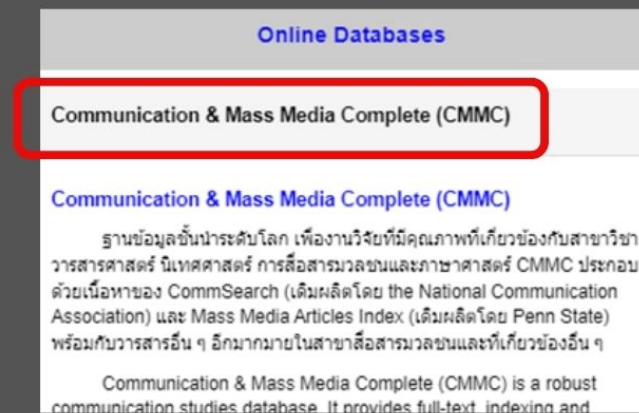 Online Databases
Communication & Mass Media Complete (CMMC)
Communication & Mass Media Complete (CMMC)
ฐานข้อมูลชั้นนำระดับโลก เพื่องานวิจัยที่มีคุณภาพที่เกี่ยวข้องกับสาขาวิชา
วารสารศาสตร์ นิเทศศาสตร์ การสื่อสารมวลชนและภาษาศาสตร์ CMMC ประกอบ
ด้วยเนื้อหาของ CommSearch (เดิมผลิตโดย the National Communication
Association) และ Mass Media Articles Index (เดิมผลิตโดย Penn State)
พร้อมกับวารสารอื่น ๆ อีกมากมายในสาขาสื่อสารมวลชนและที่เกี่ยวข้องอื่น ๆ
Communication & Mass Media Complete (CMMC) is a robust
communication studies database. It provides full-text, indexing and